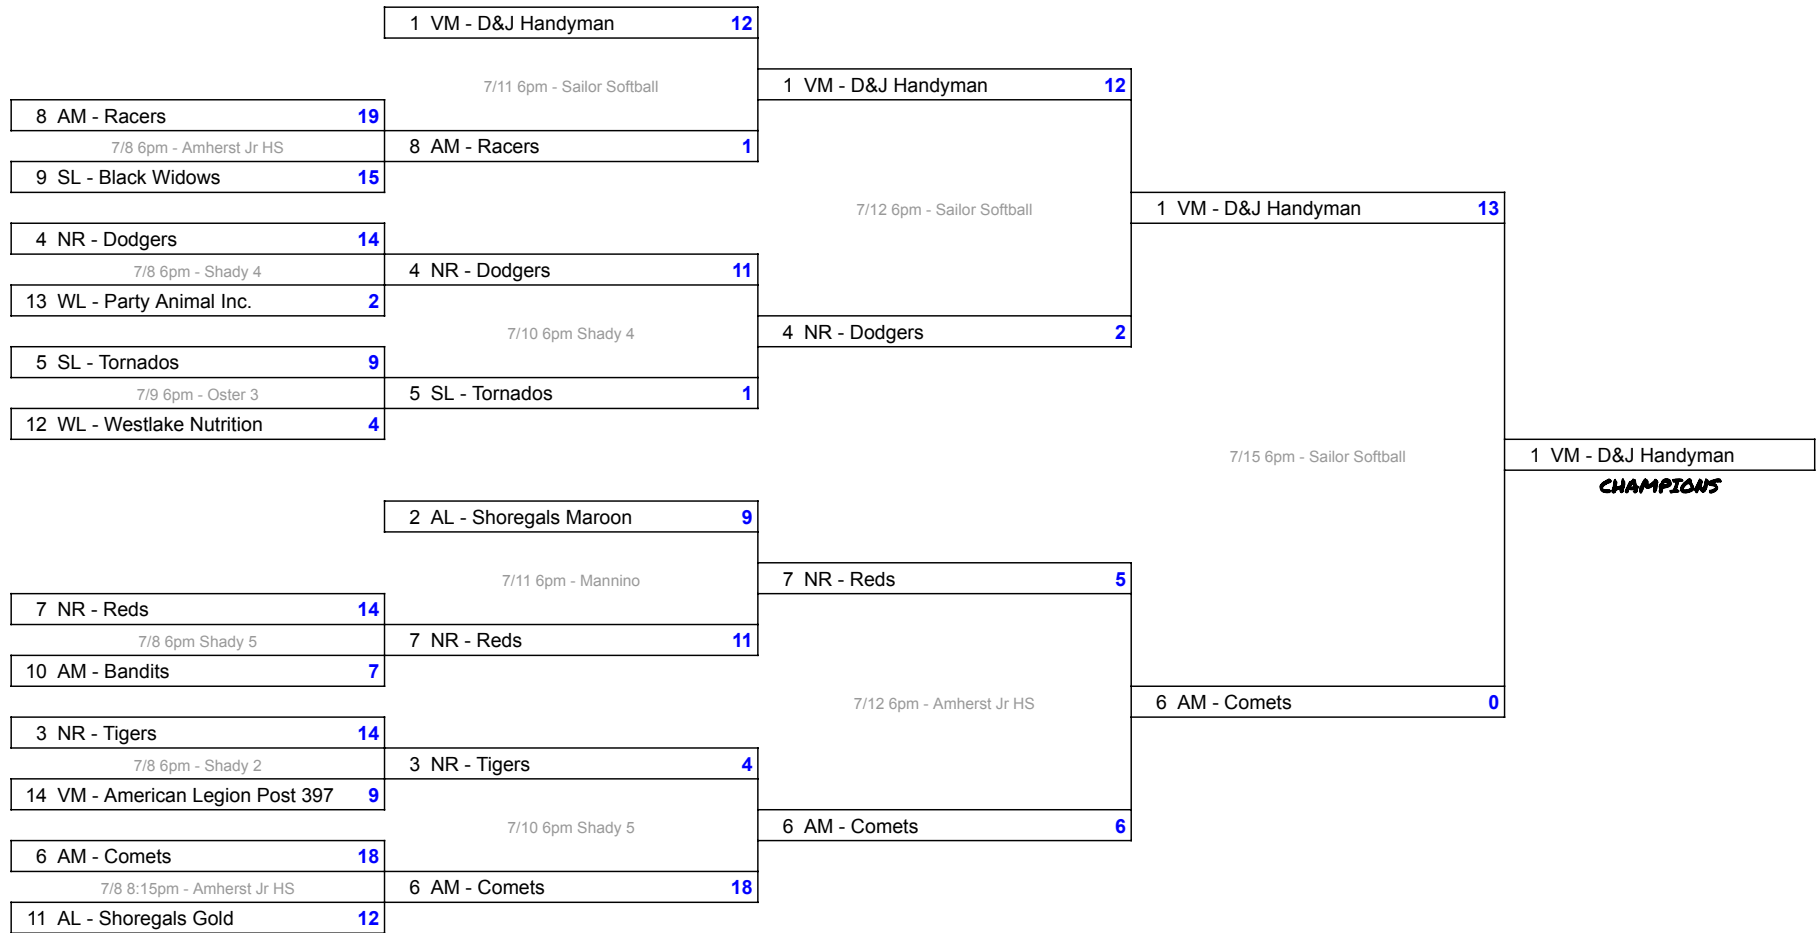 1 VM - D&J Handyman 12
7/11 6pm - Sailor Softball
1 VM - D&J Handyman 12
8 AM - Racers 19
7/8 6pm - Amherst Jr HS
8 AM - Racers 1
9 SL - Black Widows 15
7/12 6pm - Sailor Softball
1 VM - D&J Handyman 13
4 NR - Dodgers 14
7/8 6pm - Shady 4
4 NR - Dodgers 11
13 WL - Party Animal Inc. 2
7/10 6pm Shady 4
4 NR - Dodgers 2
5 SL - Tornados 9
7/9 6pm - Oster 3
5 SL - Tornados 1
12 WL - Westlake Nutrition 4
7/15 6pm - Sailor Softball
1 VM - D&J Handyman
CHAMPIONS
2 AL - Shoregals Maroon 9
7/11 6pm - Mannino
7 NR - Reds 5
7 NR - Reds 14
7/8 6pm Shady 5
7 NR - Reds 11
10 AM - Bandits 7
7/12 6pm - Amherst Jr HS
6 AM - Comets 0
3 NR - Tigers 14
7/8 6pm - Shady 2
3 NR - Tigers 4
14 VM - American Legion Post 397 9
7/10 6pm Shady 5
6 AM - Comets 6
6 AM - Comets 18
7/8 8:15pm - Amherst Jr HS
6 AM - Comets 18
11 AL - Shoregals Gold 12